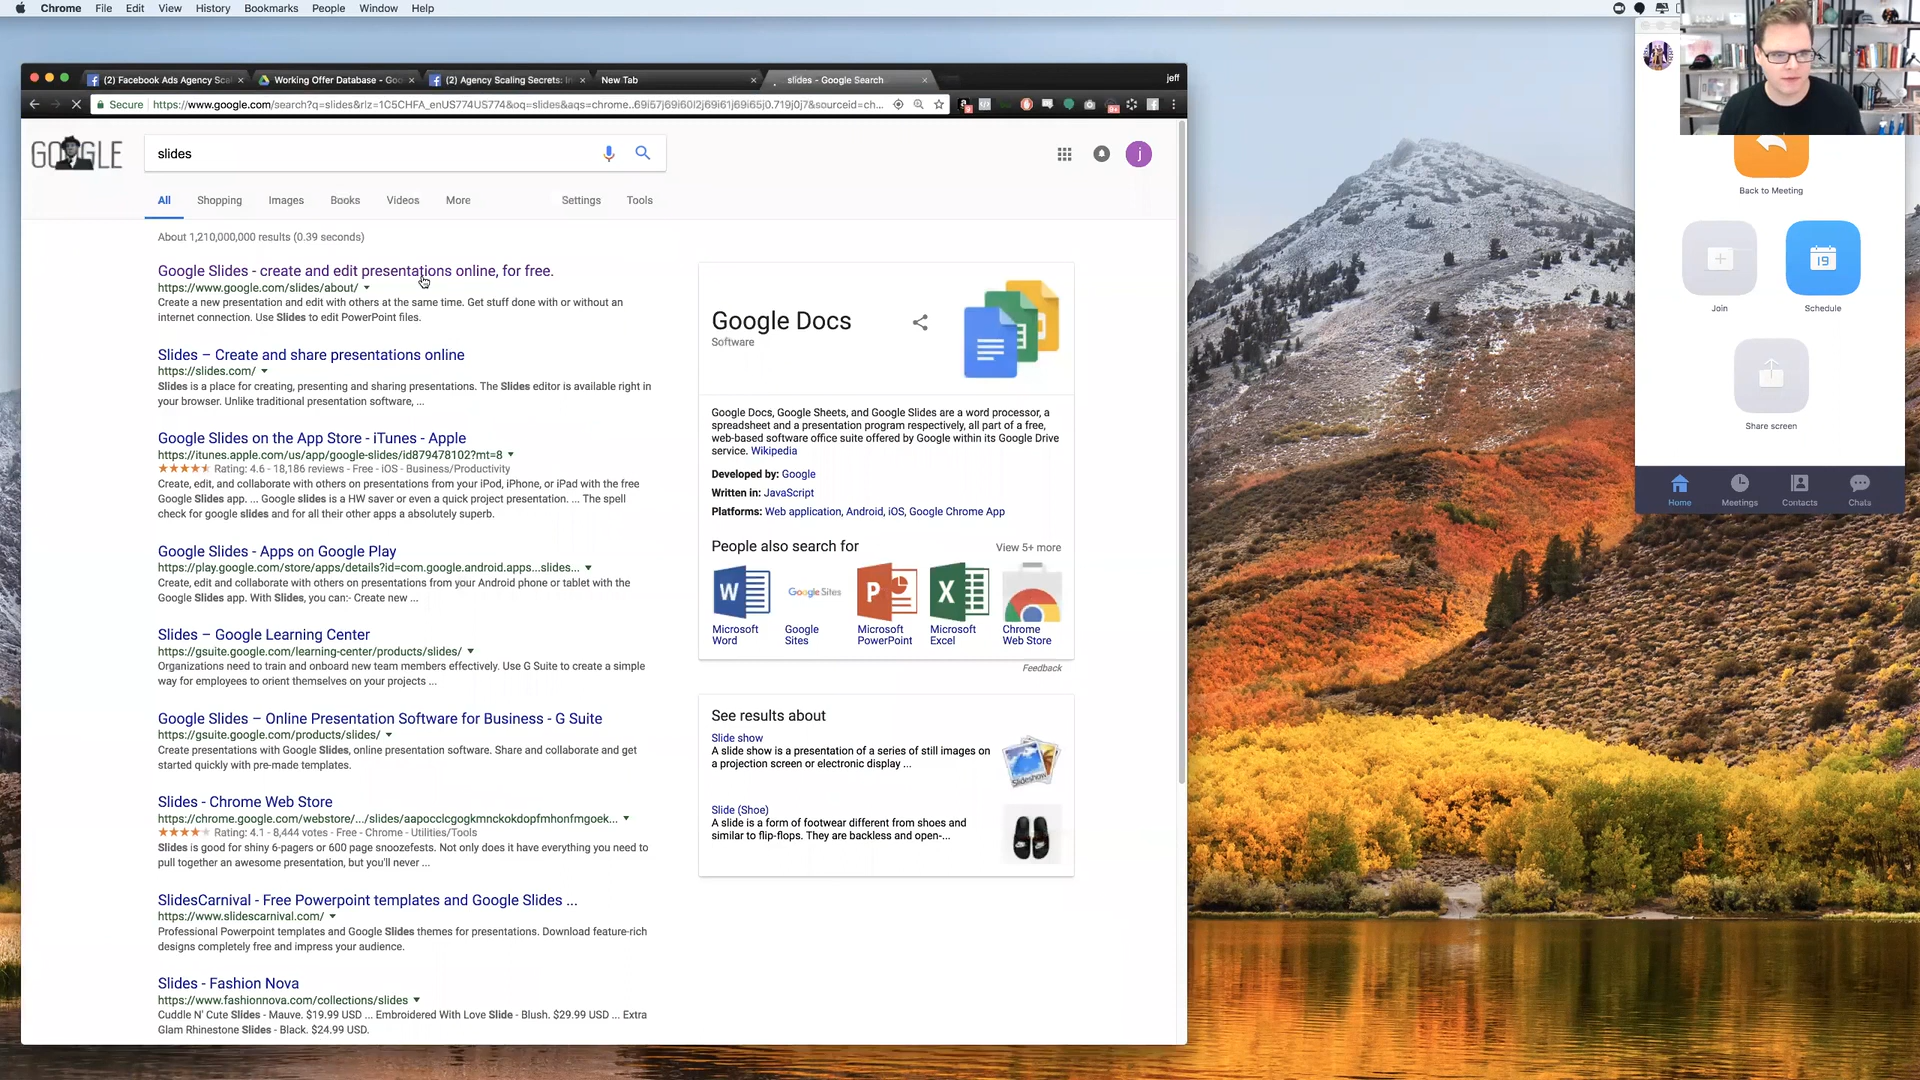 Chrome File Edit View History Bookmarks People Window Help
(2) Facebook Ads Agency Sca
Working Offer Database - Goo
(2) Agency Scaling Secrets: In
New Tab
slides - Google Search
jeff
Secure https://www.google.com/search?q=slides&rlz=1C5CHFA_enUS774US774&oq=slides&aqs=chrome..69i57j69i60l2j69i61j69i65j0.719j0j7&sourceid=ch...
GOOGLE
slides
j
All Shopping Images Books Videos More Settings Tools
About 1,210,000,000 results (0.39 seconds)
Google Slides - create and edit presentations online, for free.
https://www.google.com/slides/about/
Create a new presentation and edit with others at the same time. Get stuff done with or without an
internet connection. Use Slides to edit PowerPoint files.
Slides – Create and share presentations online
https://slides.com/
Slides is a place for creating, presenting and sharing presentations. The Slides editor is available right in
your browser. Unlike traditional presentation software, ...
Google Slides on the App Store - iTunes - Apple
https://itunes.apple.com/us/app/google-slides/id879478102?mt=8
Rating: 4.6 - 18,186 reviews - Free - iOS - Business/Productivity
Create, edit, and collaborate with others on presentations from your iPod, iPhone, or iPad with the free
Google Slides app. ... Google slides is a HW saver or even a quick project presentation. ... The spell
check for google slides and for all their other apps a absolutely superb.
Google Slides - Apps on Google Play
https://play.google.com/store/apps/details?id=com.google.android.apps...slides...
Create, edit and collaborate with others on presentations from your Android phone or tablet with the
Google Slides app. With Slides, you can:- Create new ...
Slides – Google Learning Center
https://gsuite.google.com/learning-center/products/slides/
Organizations need to train and onboard new team members effectively. Use G Suite to create a simple
way for employees to orient themselves on your projects ...
Google Slides – Online Presentation Software for Business - G Suite
https://gsuite.google.com/products/slides/
Create presentations with Google Slides, online presentation software. Share and collaborate and get
started quickly with pre-made templates.
Slides - Chrome Web Store
https://chrome.google.com/webstore/.../slides/aapocclcgogkmnckokdopfmhonfmgoek...
Rating: 4.1 - 8,444 votes - Free - Chrome - Utilities/Tools
Slides is good for shiny 6-pagers or 600 page snoozefests. Not only does it have everything you need to
pull together an awesome presentation, but you'll never ...
SlidesCarnival - Free Powerpoint templates and Google Slides ...
https://www.slidescarnival.com/
Professional Powerpoint templates and Google Slides themes for presentations. Download feature-rich
designs completely free and impress your audience.
Slides - Fashion Nova
https://www.fashionnova.com/collections/slides
Cuddle N' Cute Slides - Mauve. $19.99 USD ... Embroidered With Love Slide - Blush. $29.99 USD ... Extra
Glam Rhinestone Slides - Black. $24.99 USD.
Google Docs
Software
Google Docs, Google Sheets, and Google Slides are a word processor, a
spreadsheet and a presentation program respectively, all part of a free,
web-based software office suite offered by Google within its Google Drive
service. Wikipedia
Developed by: Google
Written in: JavaScript
Platforms: Web application, Android, iOS, Google Chrome App
People also search for
View 5+ more
Google Sites
Microsoft Word
Google Sites
Microsoft PowerPoint
Microsoft Excel
Chrome Web Store
Feedback
See results about
Slide show
A slide show is a presentation of a series of still images on
a projection screen or electronic display ...
Slideshow
Slide (Shoe)
A slide is a form of footwear different from shoes and
similar to flip-flops. They are backless and open-...
Back to Meeting
19
Join
Schedule
Share screen
Home Meetings Contacts Chats